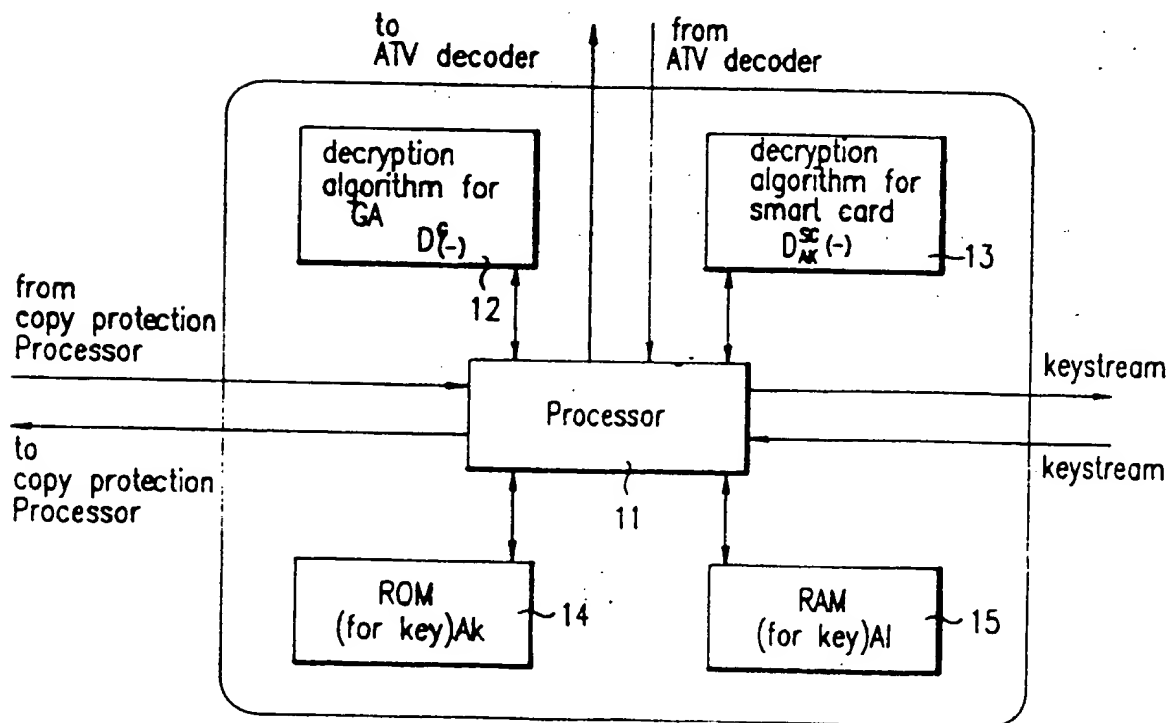 to
ATV decoder
from
ATV decoder
decryption
algorithm for
GA
D^G_(-)
12
decryption
algorithm for
smart card
D^SC_AK (-)
13
from
copy protection
Processor
to
copy protection
Processor
Processor
11
keystream
keystream
ROM
(for key)Ak
14
RAM
(for key)Al
15